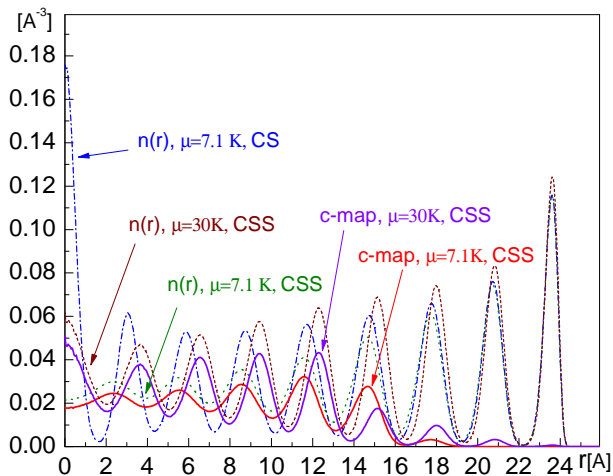 [A⁻³]
0.18
0.16
0.14
0.12
0.10
0.08
0.06
0.04
0.02
0.00
n(r), μ=7.1 K, CS
n(r), μ=30K, CSS
n(r), μ=7.1 K, CSS
c-map, μ=30K, CSS
c-map, μ=7.1K, CSS
0 2 4 6 8 10 12 14 16 18 20 22 24 r[A]